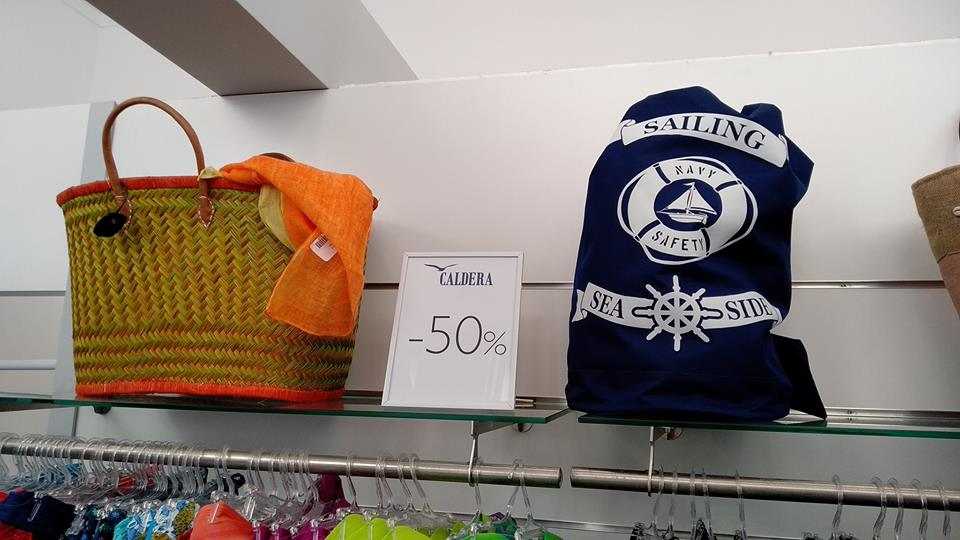 CALDERA
-50%
SAILING
NAVY
SAFETY
SEA SIDE